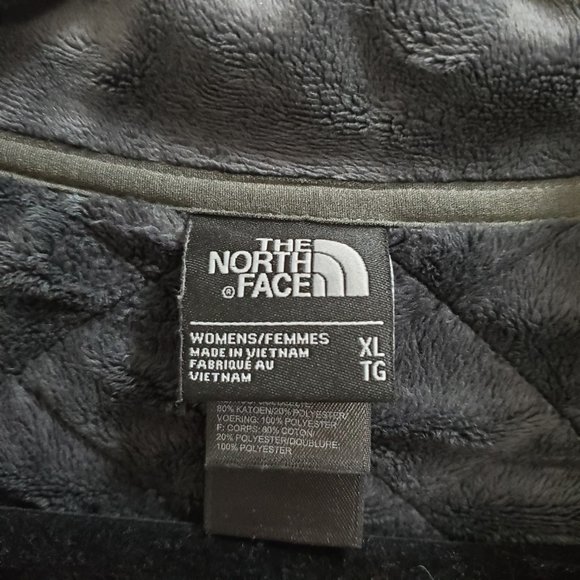 THE
NORTH
® FACE
WOMENS/FEMMES
MADE IN VIETNAM
FABRIQUÉ AU
VIETNAM
XL
TG
80% KATOEN/20% POLYESTER
VOERING: 100% POLYESTER
F: CORPS: 80% COTON/
20% POLYESTER/DOUBLURE:
100% POLYESTER